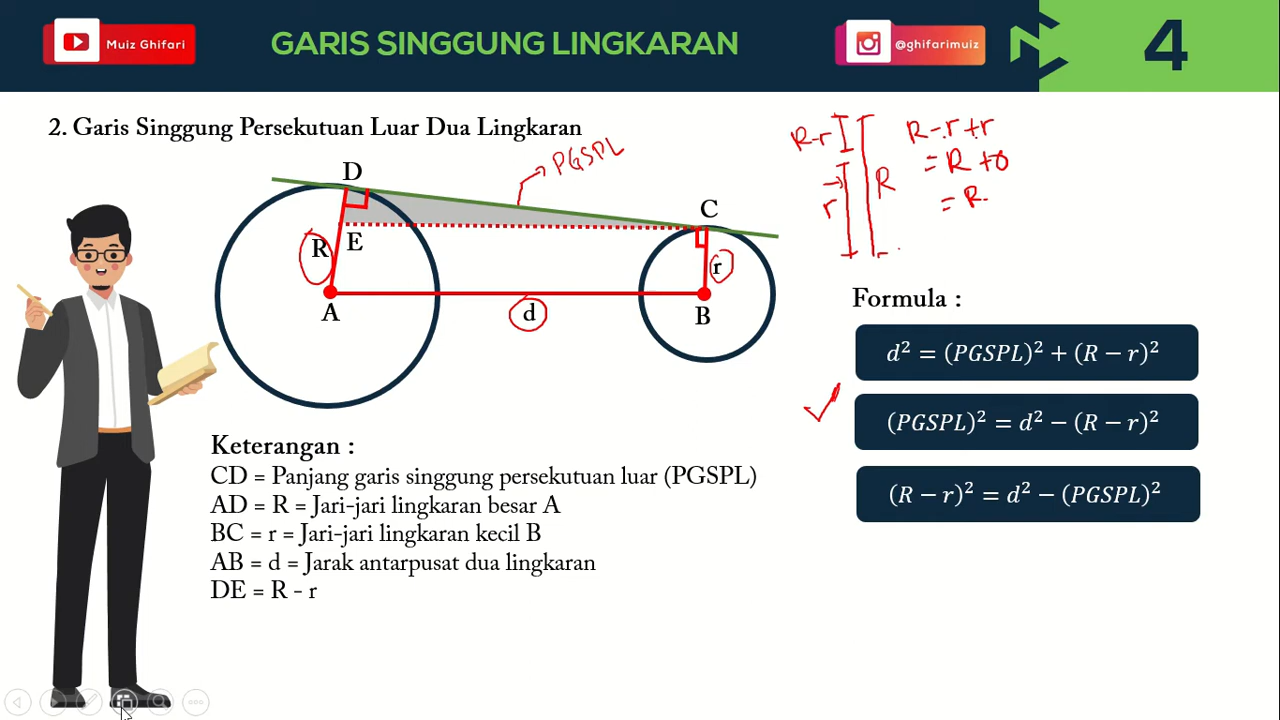 Muiz Ghifari
GARIS SINGGUNG LINGKARAN
@ghifarimuiz
4
2. Garis Singgung Persekutuan Luar Dua Lingkaran
PGSPL
D
C
E
R
r
A
d
B
R-r
r
R
R-r+r
= R +0
= R.
Formula :
d² = (PGSPL)² + (R − r)²
(PGSPL)² = d² − (R − r)²
(R − r)² = d² − (PGSPL)²
Keterangan :
CD = Panjang garis singgung persekutuan luar (PGSPL)
AD = R = Jari-jari lingkaran besar A
BC = r = Jari-jari lingkaran kecil B
AB = d = Jarak antarpusat dua lingkaran
DE = R - r